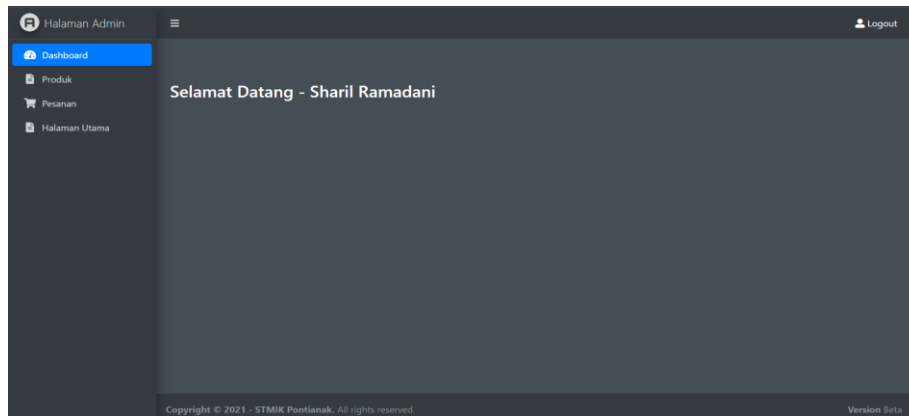 Halaman Admin
Logout
Dashboard
Produk
Pesanan
Halaman Utama
Selamat Datang - Sharil Ramadani
Copyright © 2021 - STMIK Pontianak. All rights reserved.
Version Beta